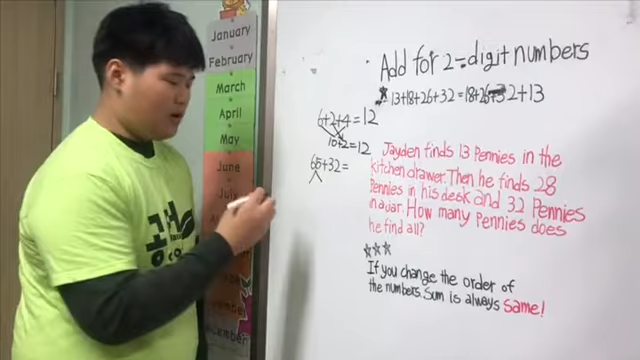 January
February
March
April
May
June
July
Add for 2-digit numbers
13+18+26+32=18+26+32+13
6+2+4=12
10+2=12
65+32=
Jayden finds 13 Pennies in the
kitchen drawer. Then he finds 28
Pennies in his desk and 32 Pennies
in a jar. How many Pennies does
he find all?
If you change the order of
the numbers. Sum is always same!